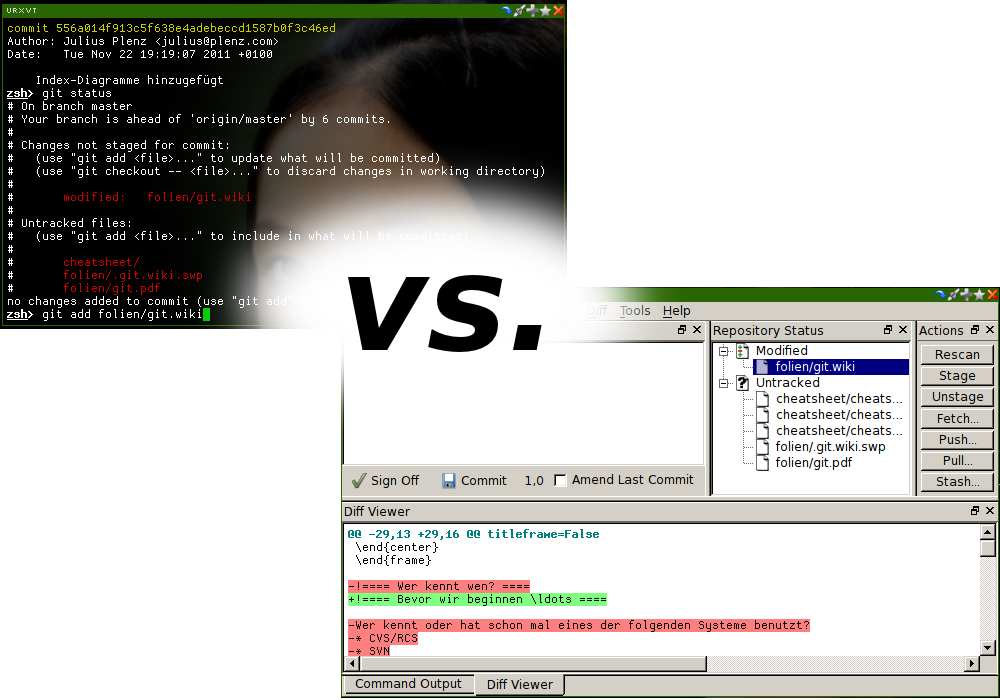 URXVT
commit 556a014f913c5f638e4adebeccd1587b0f3c46ed
Author: Julius Plenz <julius@plenz.com>
Date:   Tue Nov 22 19:19:07 2011 +0100
Index-Diagramme hinzugefügt
zsh> git status
# On branch master
# Your branch is ahead of 'origin/master' by 6 commits.
#
# Changes not staged for commit:
#   (use "git add <file>..." to update what will be committed)
#   (use "git checkout -- <file>..." to discard changes in working directory)
#
#       modified:   folien/git.wiki
#
# Untracked files:
#   (use "git add <file>..." to include in what will be committed)
#
#       cheatsheet/
#       folien/.git.wiki.swp
#       folien/git.pdf
no changes added to commit (use "git add"
zsh> git add folien/git.wiki
vs.
Diff Tools Help
Repository Status
Modified
folien/git.wiki
Untracked
cheatsheet/cheats...
cheatsheet/cheats...
cheatsheet/cheats...
folien/.git.wiki.swp
folien/git.pdf
Actions
Rescan
Stage
Unstage
Fetch...
Push...
Pull...
Stash...
Sign Off Commit 1,0 Amend Last Commit
Diff Viewer
@@ -29,13 +29,16 @@ titleframe=False
\end{center}
\end{frame}
-!==== Wer kennt wen? ====
+!==== Bevor wir beginnen \ldots ====
-Wer kennt oder hat schon mal eines der folgenden Systeme benutzt?
-* CVS/RCS
-* SVN
Command Output Diff Viewer